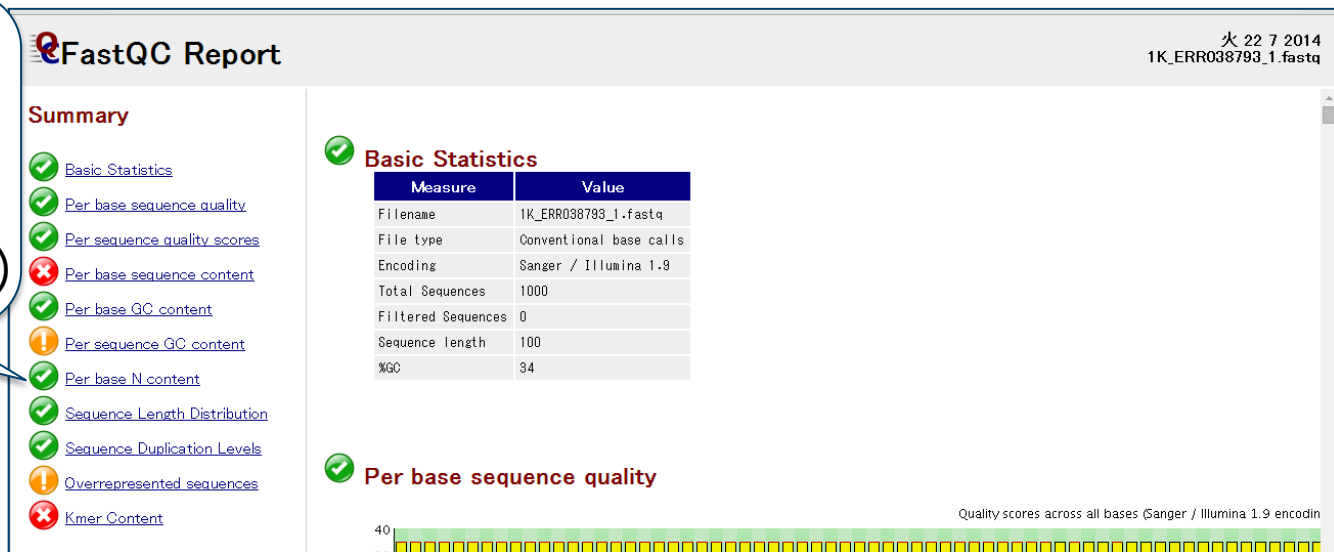 FastQC Report
火 22 7 2014
1K_ERR038793_1.fastq
Summary
Basic Statistics
Per base sequence quality
Per sequence quality scores
Per base sequence content
Per base GC content
Per sequence GC content
Per base N content
Sequence Length Distribution
Sequence Duplication Levels
Overrepresented sequences
Kmer Content
Basic Statistics
Measure Value
Filename 1K_ERR038793_1.fastq
File type Conventional base calls
Encoding Sanger / Illumina 1.9
Total Sequences 1000
Filtered Sequences 0
Sequence length 100
%GC 34
Per base sequence quality
Quality scores across all bases (Sanger / Illumina 1.9 encodin
40